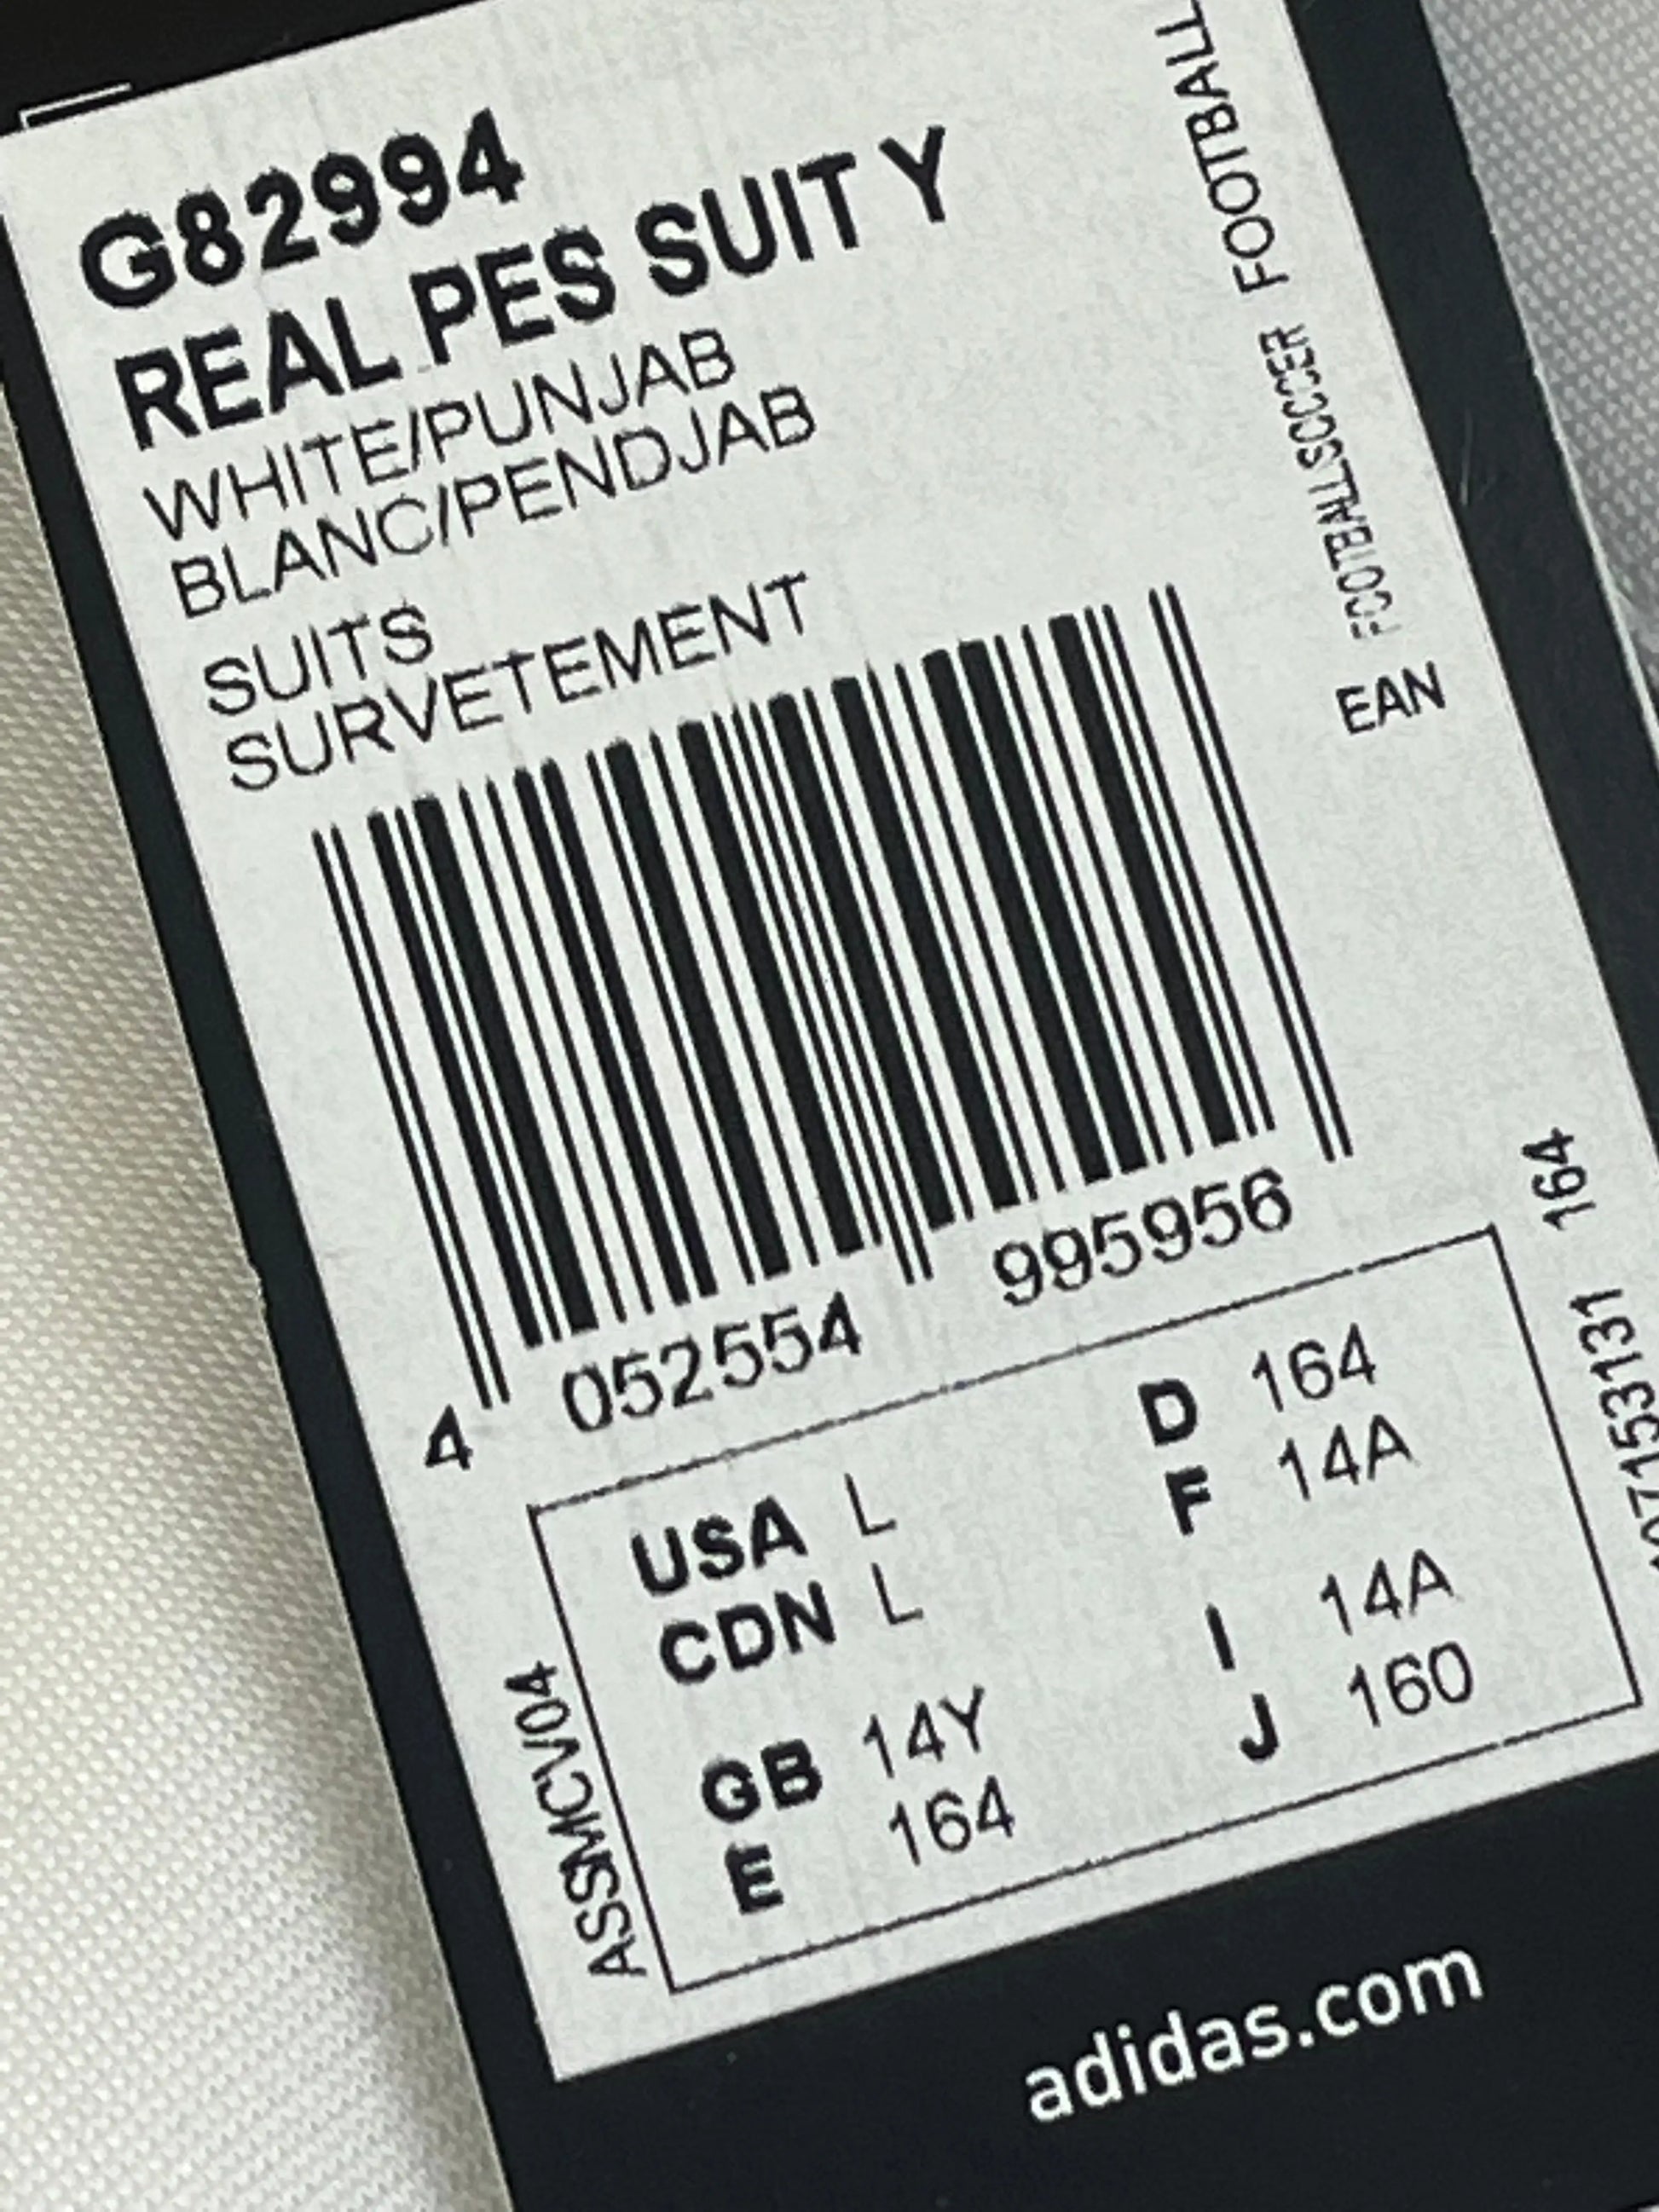 G82994
REAL PES SUIT Y
WHITE/PUNJAB
BLANC/PENDJAB
SUITS
SURVETEMENT
FOOTBALL
FOOTBALL/SOCCER
EAN
4 052554 995956
164
USA L
CDN L
GB 14Y
E 164
D 164
F 14A
I 14A
J 160
ASSMCV04
adidas.com